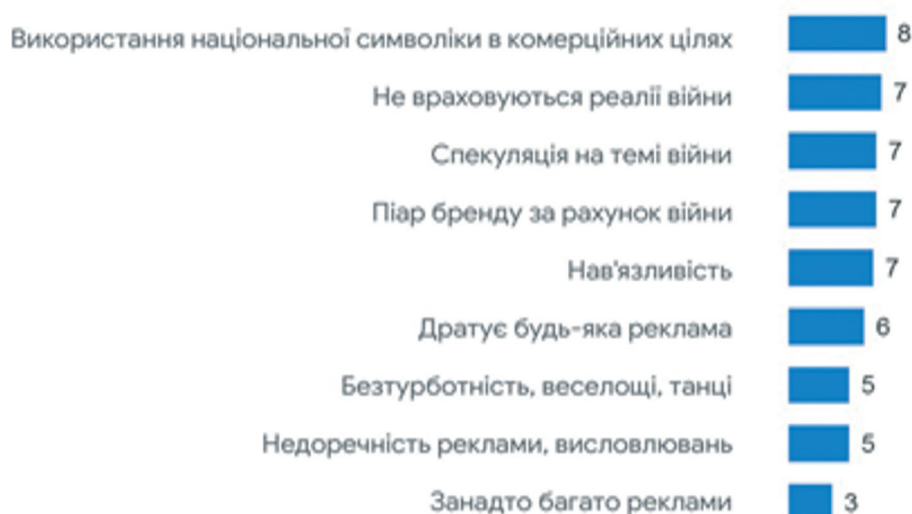 Використання національної символіки в комерційних цілях 8
Не враховуються реалії війни 7
Спекуляція на темі війни 7
Піар бренду за рахунок війни 7
Нав'язливість 7
Дратує будь-яка реклама 6
Безтурботність, веселощі, танці 5
Недоречність реклами, висловлювань 5
Занадто багато реклами 3